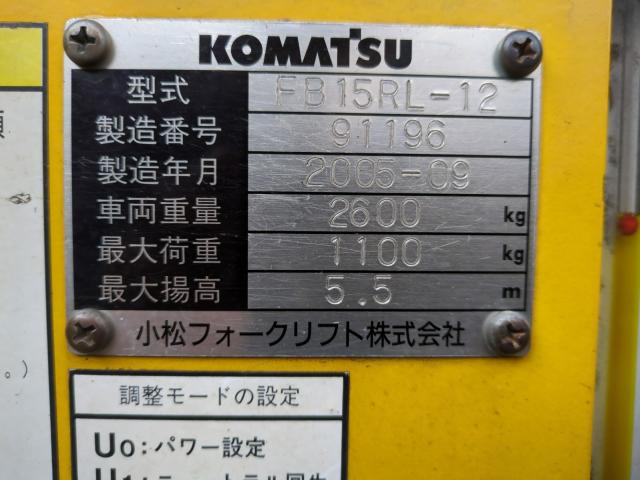 KOMATSU
型式 FB15RL-12
製造番号 91196
製造年月 2005-09
車両重量 2600 kg
最大荷重 1100 kg
最大揚高 5.5 m
小松フォークリフト株式会社
。)
調整モードの設定
U0:パワー設定